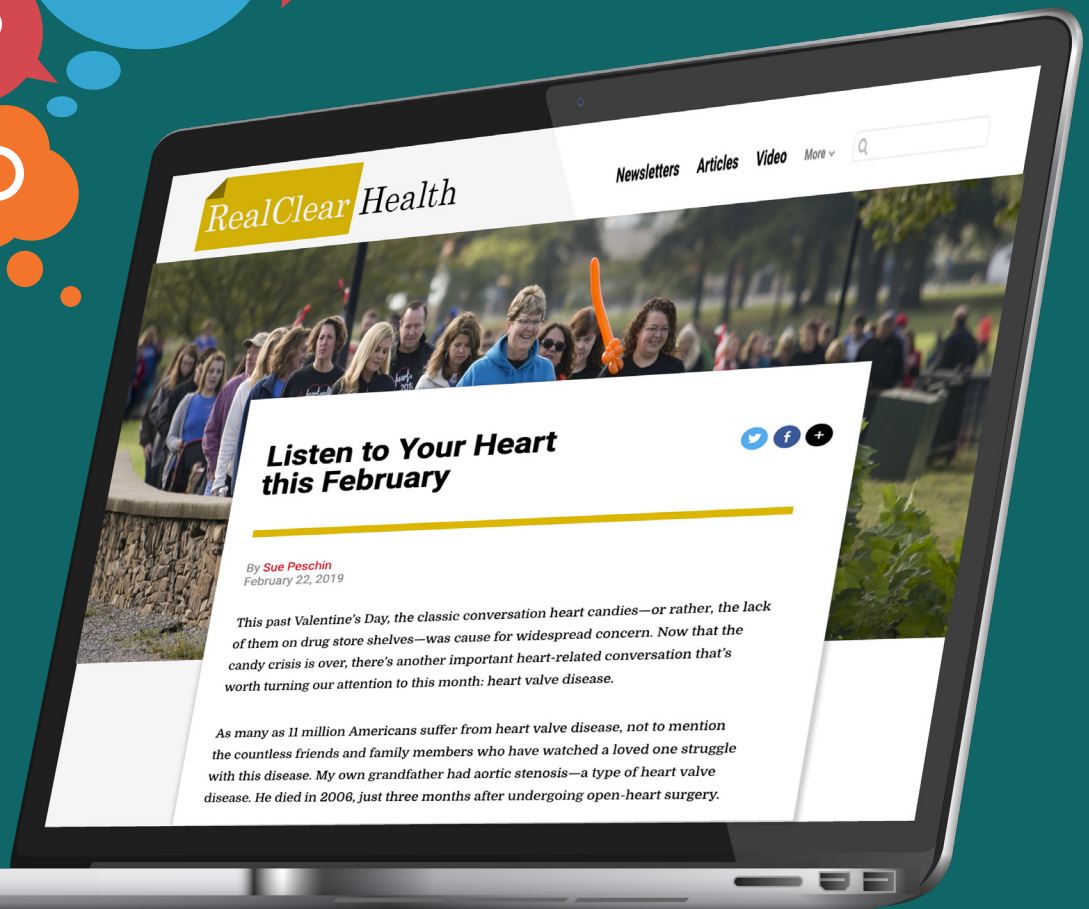 RealClear Health
Newsletters Articles Video More
Listen to Your Heart
this February
By Sue Peschin
February 22, 2019
This past Valentine’s Day, the classic conversation heart candies—or rather, the lack
of them on drug store shelves—was cause for widespread concern. Now that the
candy crisis is over, there’s another important heart-related conversation that’s
worth turning our attention to this month: heart valve disease.
As many as 11 million Americans suffer from heart valve disease, not to mention
the countless friends and family members who have watched a loved one struggle
with this disease. My own grandfather had aortic stenosis—a type of heart valve
disease. He died in 2006, just three months after undergoing open-heart surgery.